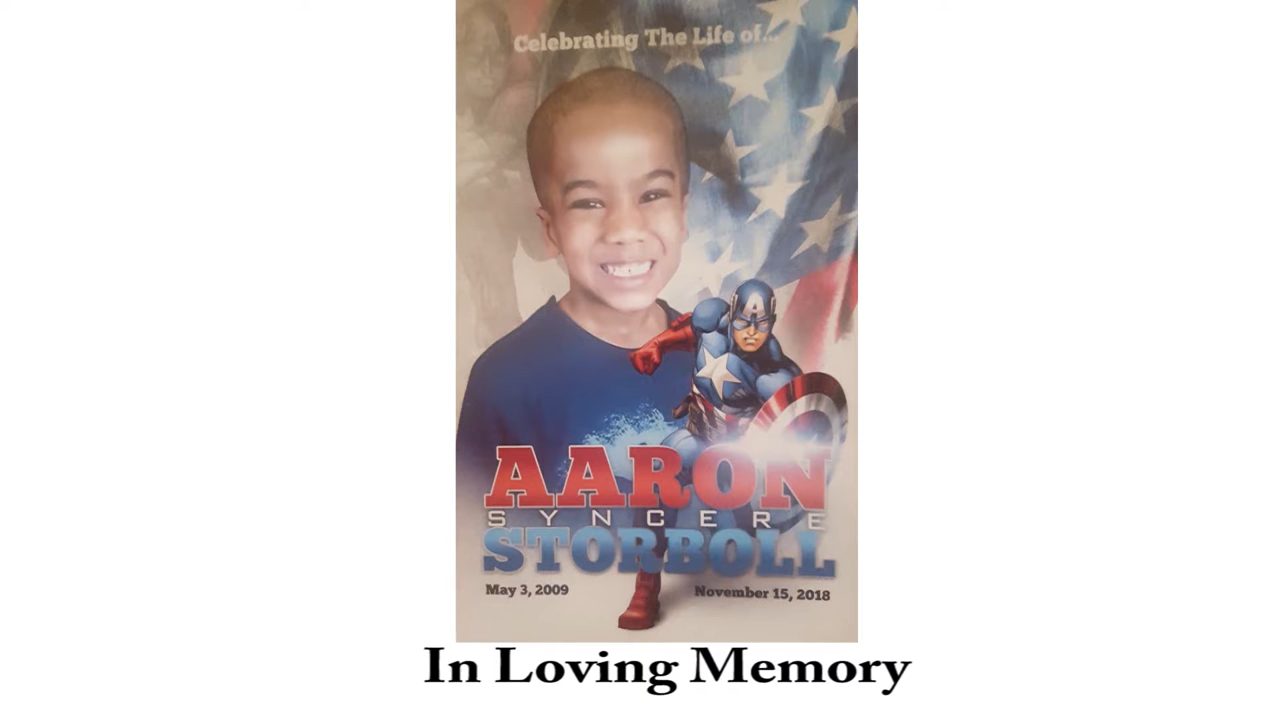 Celebrating The Life of...
AARON
SYNCERE
STORBOLL
May 3, 2009 November 15, 2018
In Loving Memory